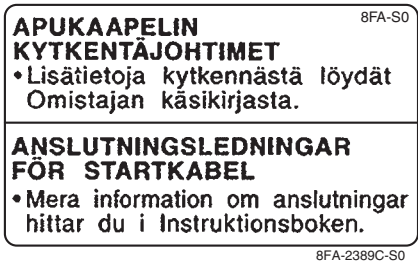 8FA-S0
APUKAAPELIN
KYTKENTÄJOHTIMET
•Lisätietoja kytkennästä löydät
Omistajan käsikirjasta.
ANSLUTNINGSLEDNINGAR
FÖR STARTKABEL
•Mera information om anslutningar
hittar du i Instruktionsboken.
8FA-2389C-S0